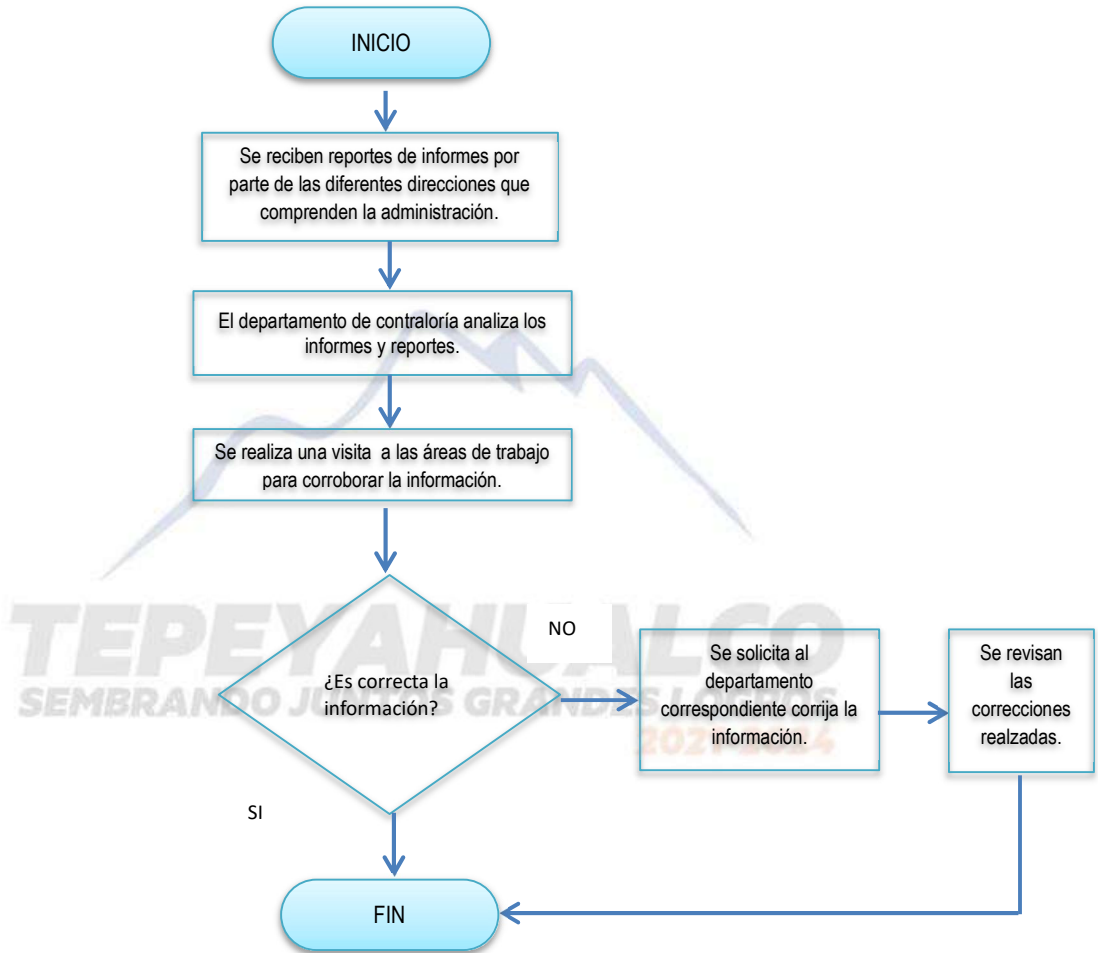 INICIO
Se reciben reportes de informes por
parte de las diferentes direcciones que
comprenden la administración.
El departamento de contraloría analiza los
informes y reportes.
Se realiza una visita a las áreas de trabajo
para corroborar la información.
¿Es correcta la
información?
NO
Se solicita al
departamento
correspondiente corrija la
información.
Se revisan
las
correcciones
realzadas.
SI
FIN
TEPEYAHUALCO
SEMBRANDO JUNTOS GRANDES LOGROS
2021-2024